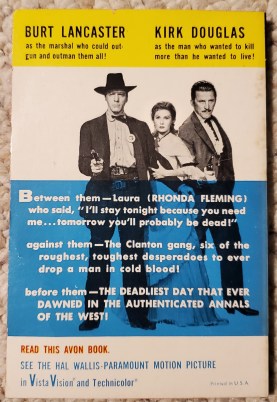 BURT LANCASTER
as the marshal who could out-
gun and outman them all!
KIRK DOUGLAS
as the man who wanted to kill
more than he wanted to live!
Between them—Laura (RHONDA FLEMING)
who said, "I'll stay tonight because you need
me...tomorrow you'll probably be dead!"
against them—The Clanton gang, six of the
roughest, toughest desperadoes to ever
drop a man in cold blood!
before them—THE DEADLIEST DAY THAT EVER
DAWNED IN THE AUTHENTICATED ANNALS
OF THE WEST!
READ THIS AVON BOOK.
SEE THE HAL WALLIS-PARAMOUNT MOTION PICTURE
in VistaVision® and Technicolor®
Printed in U.S.A.